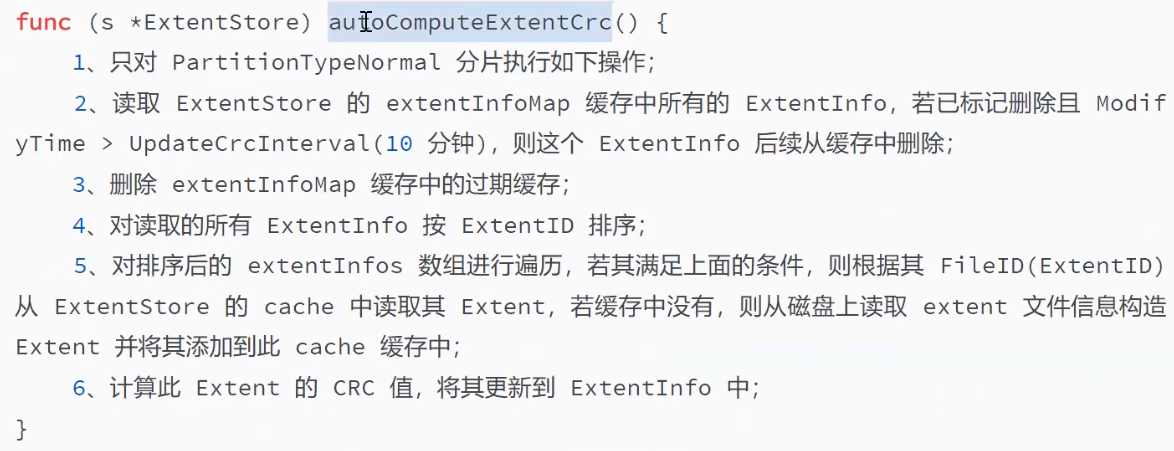 func (s *ExtentStore) autoComputeExtentCrc() {
1、只对 PartitionTypeNormal 分片执行如下操作;
2、读取 ExtentStore 的 extentInfoMap 缓存中所有的 ExtentInfo，若已标记删除且 Modif
yTime > UpdateCrcInterval(10 分钟)，则这个 ExtentInfo 后续从缓存中删除;
3、删除 extentInfoMap 缓存中的过期缓存;
4、对读取的所有 ExtentInfo 按 ExtentID 排序;
5、对排序后的 extentInfos 数组进行遍历，若其满足上面的条件，则根据其 FileID(ExtentID)
从 ExtentStore 的 cache 中读取其 Extent，若缓存中没有，则从磁盘上读取 extent 文件信息构造
Extent 并将其添加到此 cache 缓存中;
6、计算此 Extent 的 CRC 值，将其更新到 ExtentInfo 中;
}